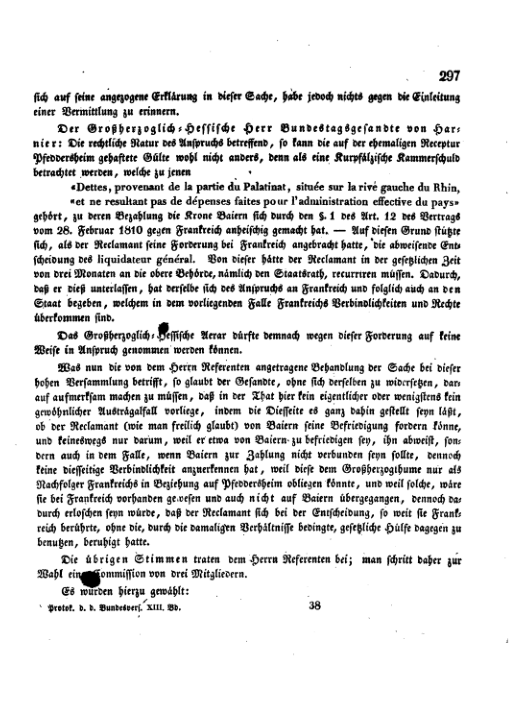 297
sich auf seine angezogene Erklärung in dieser Sache, habe jedoch nichts gegen die Einleitung
einer Vermittlung zu erinnern.
Der Großherzoglich-Hessische Herr Bundestagsgesandte von Har-
nier: Die rechtliche Natur des Anspruchs betreffend, so kann die auf der ehemaligen Receptur
Pfeddersheim gehaftete Gülte wohl nicht anders, denn als eine Kurpfälzische Kammerschuld
betrachtet werden, welche zu jenen
«Dettes, provenant de la partie du Palatinat, située sur la rive gauche du Rhin,
«et ne resultant pas de dépenses faites pour l'administration effective du pays»
gehört, zu deren Bezahlung die Krone Baiern sich durch den §. 1 des Art. 12 des Vertrags
vom 28. Februar 1810 gegen Frankreich anheischig gemacht hat. — Auf diesen Grund stützte
sich, als der Reclamant seine Forderung bei Frankreich angebracht hatte, die abweisende Ent-
scheidung des liquidateur général. Von dieser hätte der Reclamant in der gesetzlichen Zeit
von drei Monaten an die obere Behörde, nämlich den Staatsrath, recurriren müssen. Dadurch,
daß er dieß unterlassen, hat derselbe sich des Anspruchs an Frankreich und folglich auch an den
Staat begeben, welchem in dem vorliegenden Falle Frankreichs Verbindlichkeiten und Rechte
überkommen sind.
Das Großherzoglich-Hessische Aerar dürfte demnach wegen dieser Forderung auf keine
Weise in Anspruch genommen werden können.
Was nun die von dem Herrn Referenten angetragene Behandlung der Sache bei dieser
hohen Versammlung betrifft, so glaubt der Gesandte, ohne sich derselben zu widersetzen, dar-
auf aufmerksam machen zu müssen, daß in der That hier kein eigentlicher oder wenigstens kein
gewöhnlicher Austrägalfall vorliege, indem die Diesseite es ganz dahin gestellt seyn läßt,
ob der Reclamant (wie man freilich glaubt) von Baiern seine Befriedigung fordern könne,
und keineswegs nur darum, weil er etwa von Baiern zu befriedigen sey, ihn abweist, son-
dern auch in dem Falle, wenn Baiern zur Zahlung nicht verbunden seyn sollte, dennoch
keine diesseitige Verbindlichkeit anzuerkennen hat, weil diese dem Großherzogthume nur als
Nachfolger Frankreichs in Beziehung auf Pfeddersheim obliegen könnte, und weil solche, wäre
sie bei Frankreich vorhanden gewesen und auch nicht auf Baiern übergegangen, dennoch da-
durch erloschen seyn würde, daß der Reclamant sich bei der Entscheidung, so weit sie Frank-
reich berührte, ohne die, durch die damaligen Verhältnisse bedingte, gesetzliche Hülfe dagegen zu
benutzen, beruhigt hatte.
Die übrigen Stimmen traten dem Herrn Referenten bei; man schritt daher zur
Wahl einer Commission von drei Mitgliedern.
Es wurden hierzu gewählt:
Protok. d. d. Bundesvers. XIII. Bd. 38